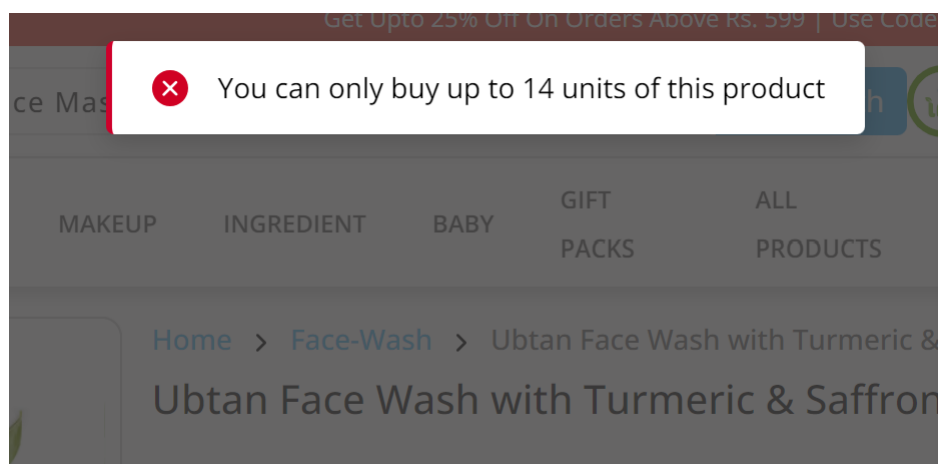 Get Upto 25% Off On Orders Above Rs. 599 | Use Code
You can only buy up to 14 units of this product
MAKEUP INGREDIENT BABY GIFT PACKS ALL PRODUCTS
Home > Face-Wash > Ubtan Face Wash with Turmeric &
Ubtan Face Wash with Turmeric & Saffron